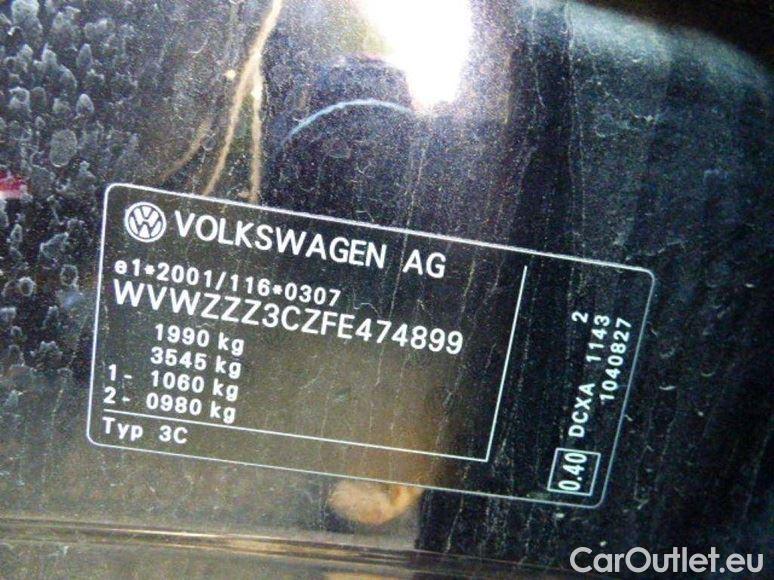 VOLKSWAGEN AG
e1*2001/116*0307
WVWZZZ3CZFE474899
1990 kg
3545 kg
1 - 1060 kg
2 - 0980 kg
Typ 3C
2
0.40 DCXA 1143
1040827
CarOutlet.eu